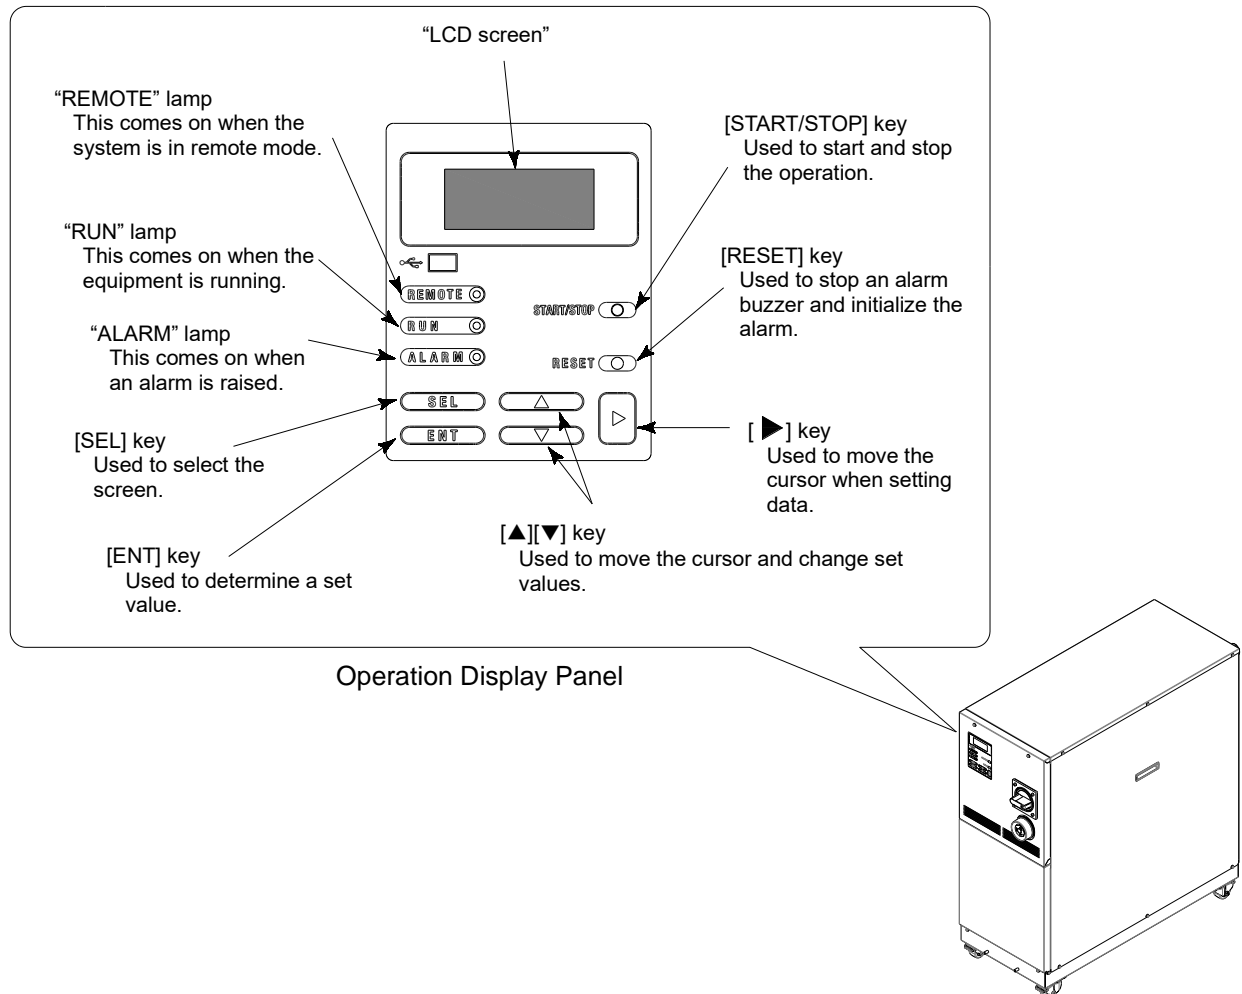 “LCD screen”
“REMOTE” lamp
This comes on when the
system is in remote mode.
[START/STOP] key
Used to start and stop
the operation.
“RUN” lamp
This comes on when the
equipment is running.
[RESET] key
Used to stop an alarm
buzzer and initialize the
alarm.
“ALARM” lamp
This comes on when
an alarm is raised.
REMOTE
RUN
ALARM
START/STOP
RESET
SEL
△
ENT
▽
▷
[SEL] key
Used to select the
screen.
[ ▶] key
Used to move the
cursor when setting
data.
[ENT] key
Used to determine a set
value.
[▲][▼] key
Used to move the cursor and change set
values.
Operation Display Panel